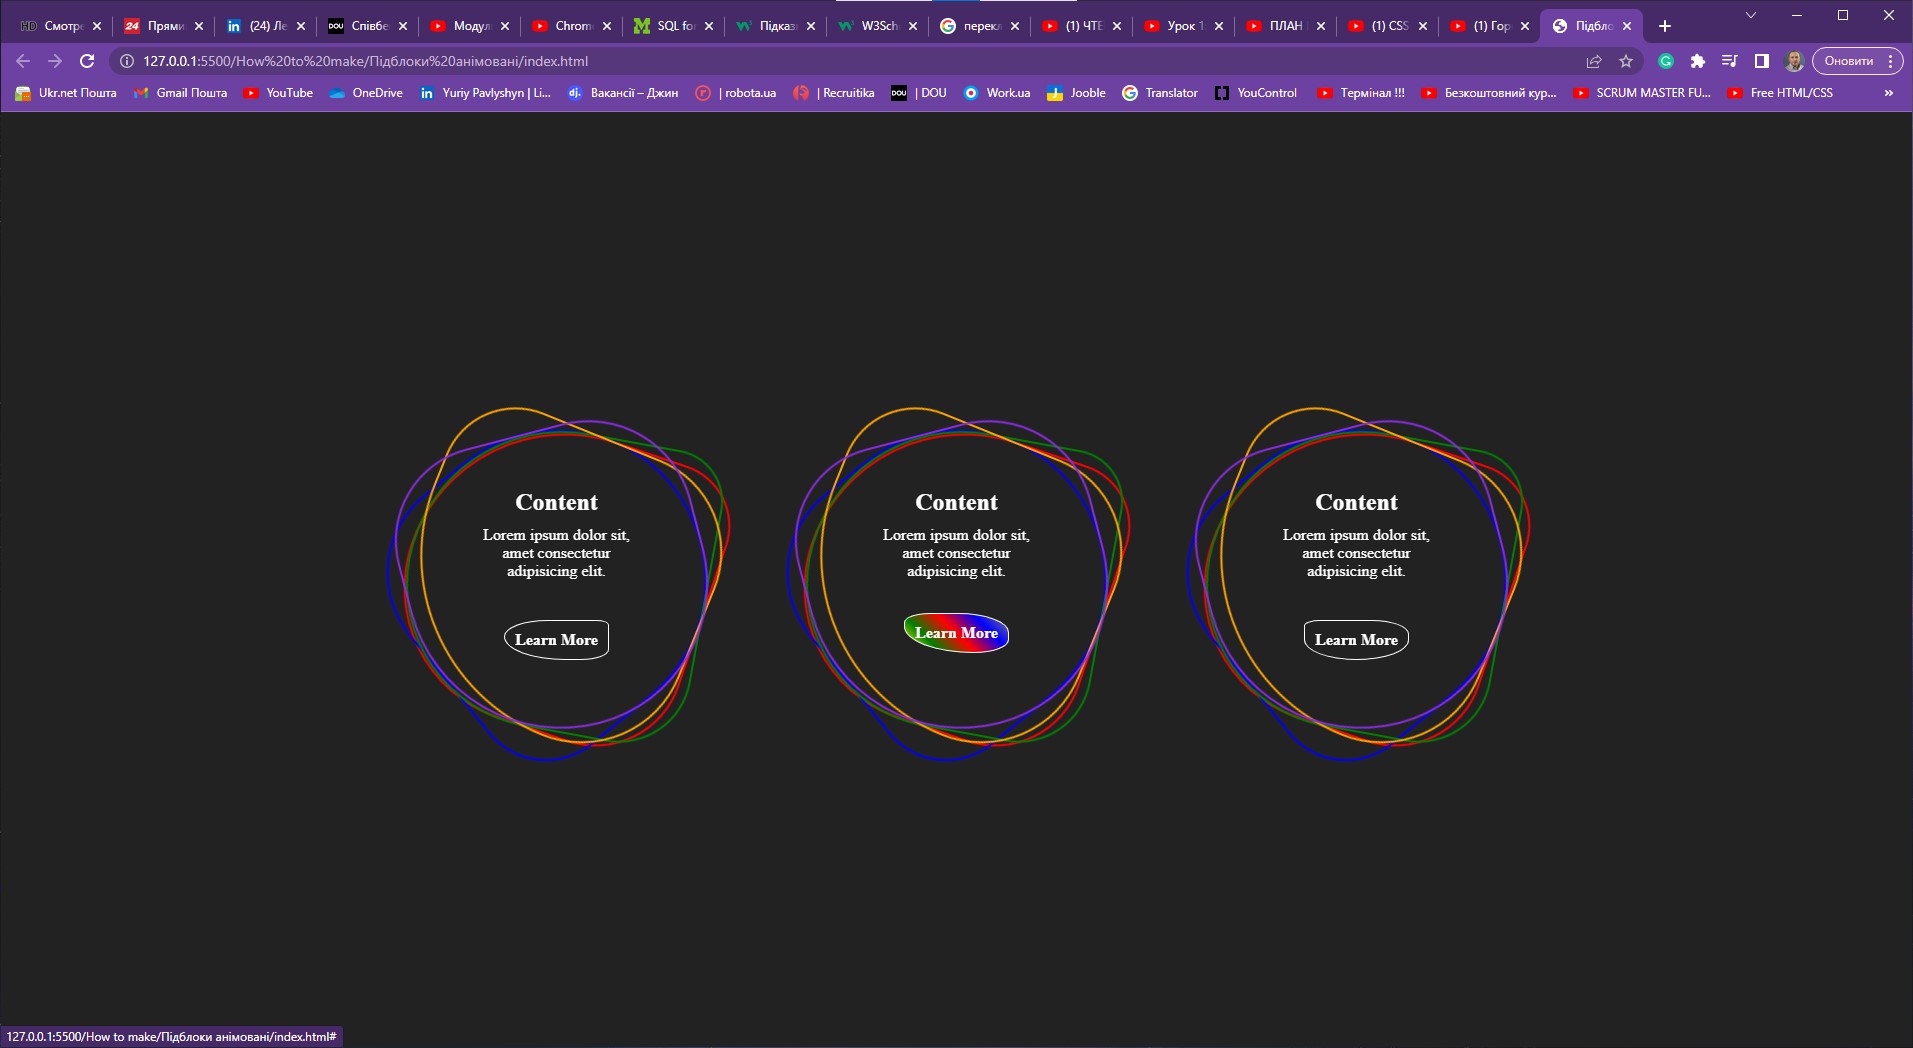 HD Смотре 24 Прями (24) Ле DOU Співбе Модул Chrom SQL fo Підказ W3Sch перекл (1) ЧТЕ Урок 1 ПЛАН (1) CSS (1) Гор Підбло
127.0.0.1:5500/How%20to%20make/Підблоки%20анімовані/index.html Оновити
Ukr.net Пошта Gmail Пошта YouTube OneDrive Yuriy Pavlyshyn | Li... Вакансії – Джин | robota.ua | Recruitika DOU | DOU Work.ua Jooble Translator YouControl Термінал !!! Безкоштовний кур... SCRUM MASTER FU... Free HTML/CSS »
Content
Lorem ipsum dolor sit,
amet consectetur
adipisicing elit.
Learn More
Content
Lorem ipsum dolor sit,
amet consectetur
adipisicing elit.
Learn More
Content
Lorem ipsum dolor sit,
amet consectetur
adipisicing elit.
Learn More
127.0.0.1:5500/How to make/Підблоки анімовані/index.html#